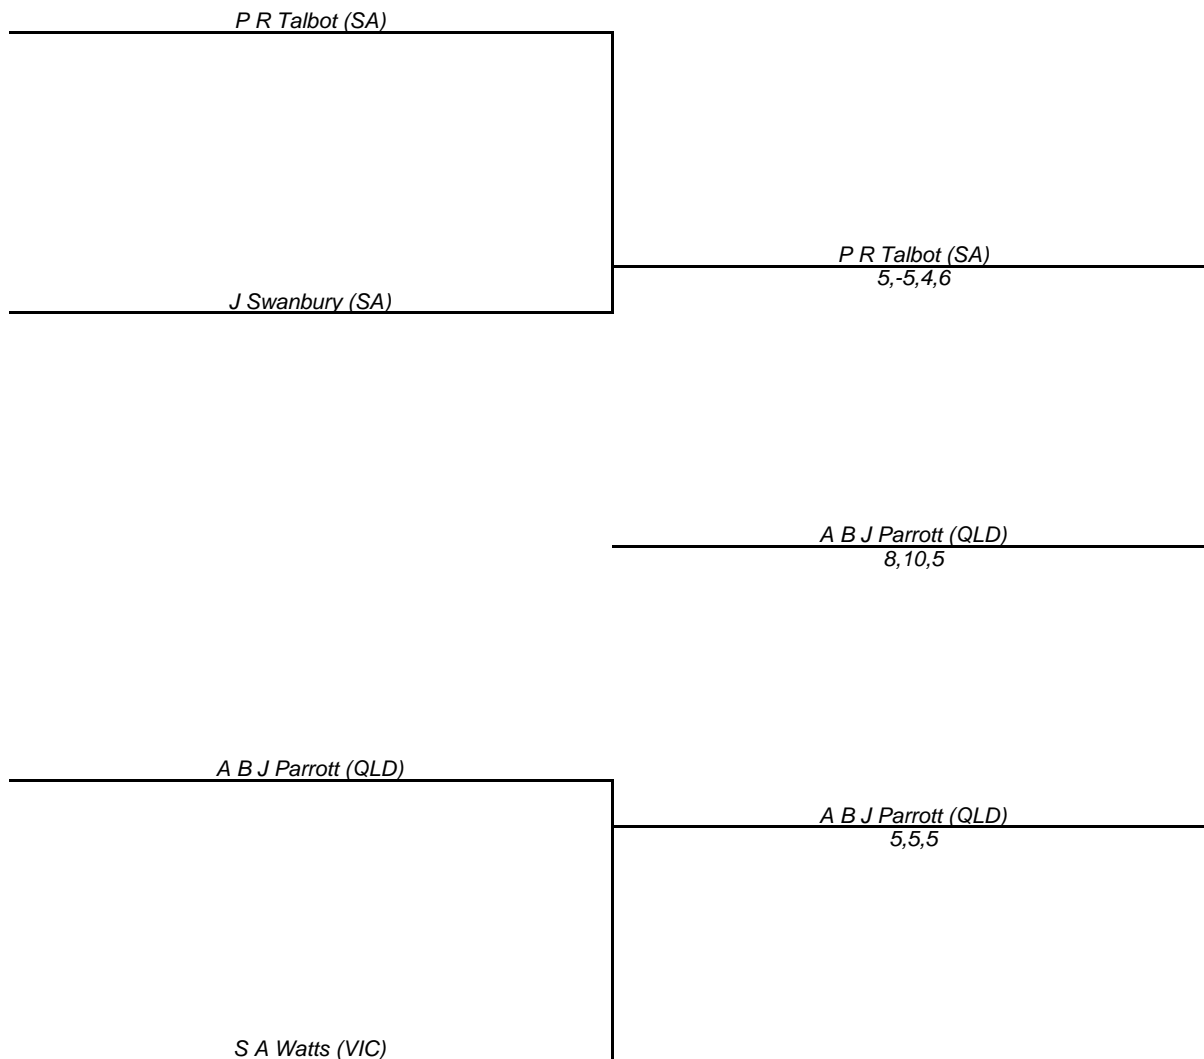 P R Talbot (SA)
P R Talbot (SA)
5,-5,4,6
J Swanbury (SA)
A B J Parrott (QLD)
8,10,5
A B J Parrott (QLD)
A B J Parrott (QLD)
5,5,5
S A Watts (VIC)